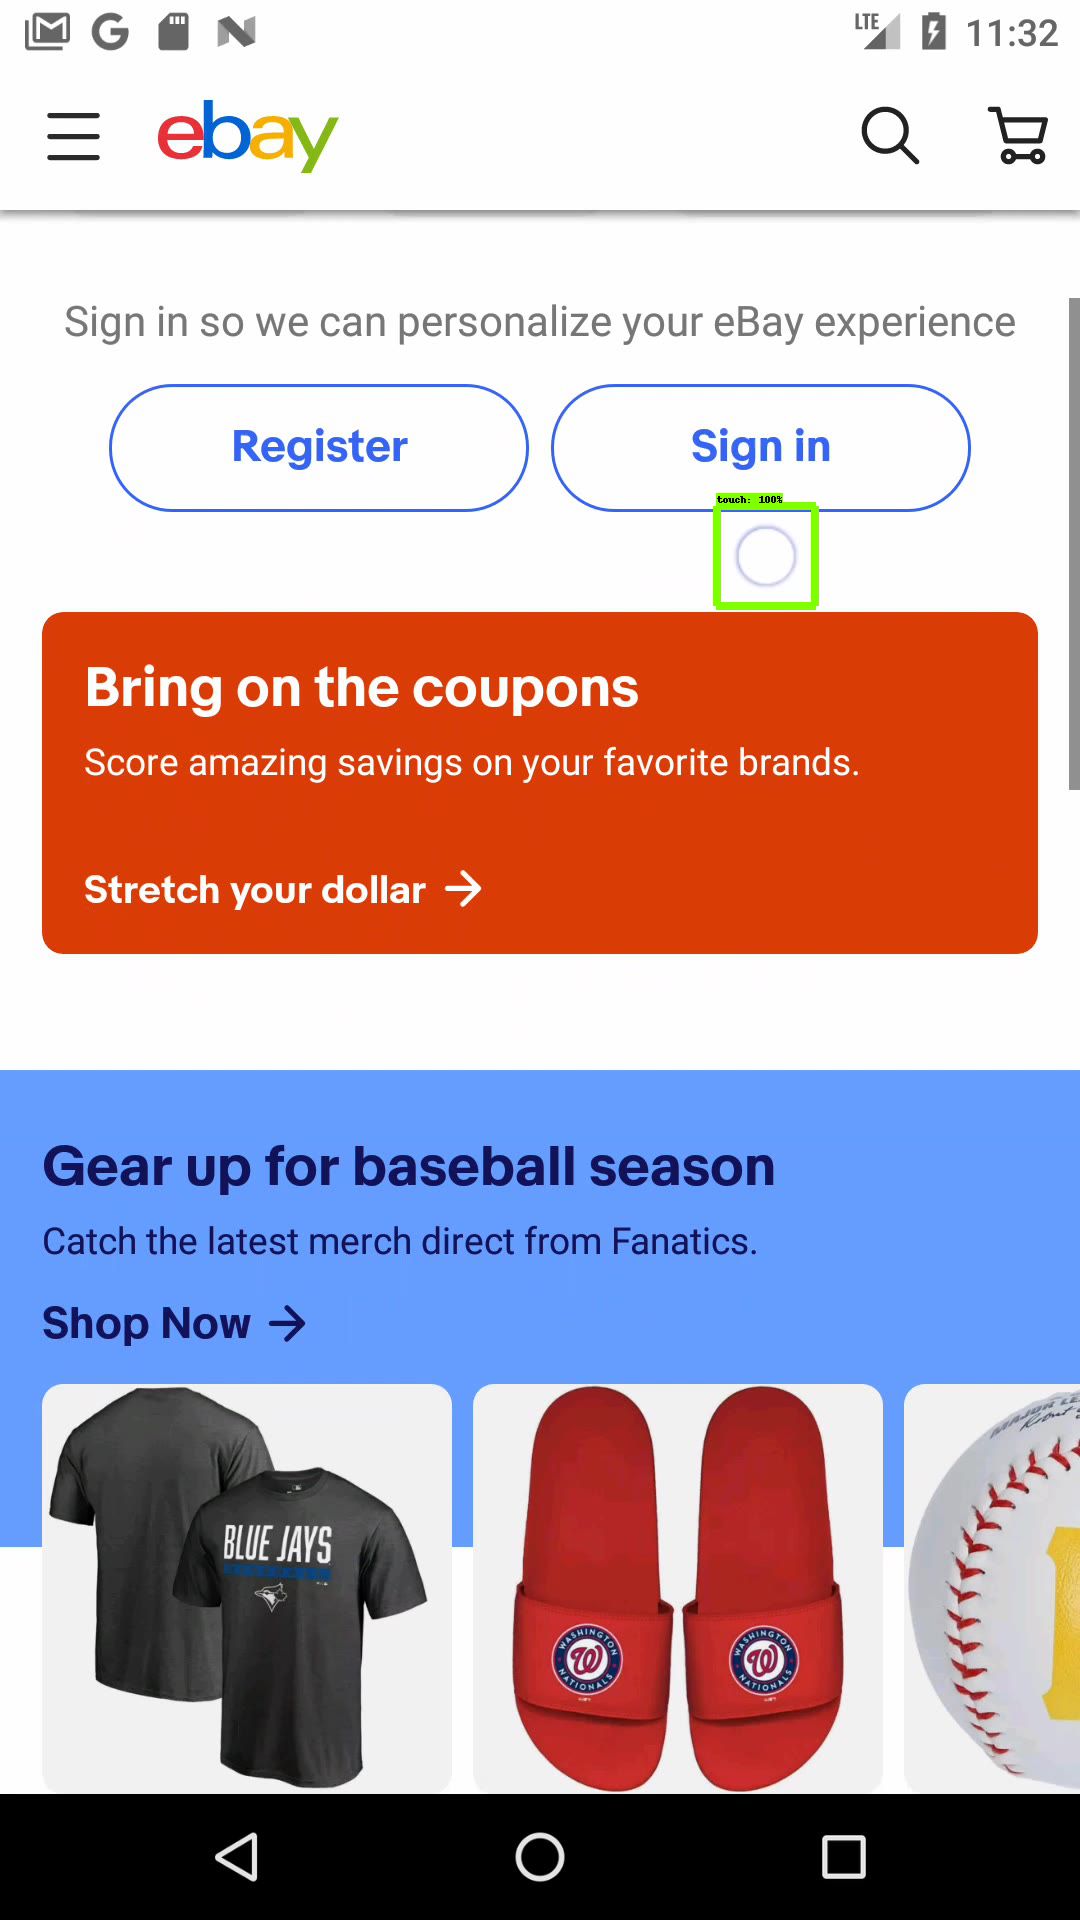 LTE 11:32
ebay
Sign in so we can personalize your eBay experience
Register Sign in
touch: 100%
Bring on the coupons
Score amazing savings on your favorite brands.
Stretch your dollar
Gear up for baseball season
Catch the latest merch direct from Fanatics.
Shop Now
BLUE JAYS
WASHINGTON NATIONALS
WASHINGTON NATIONALS